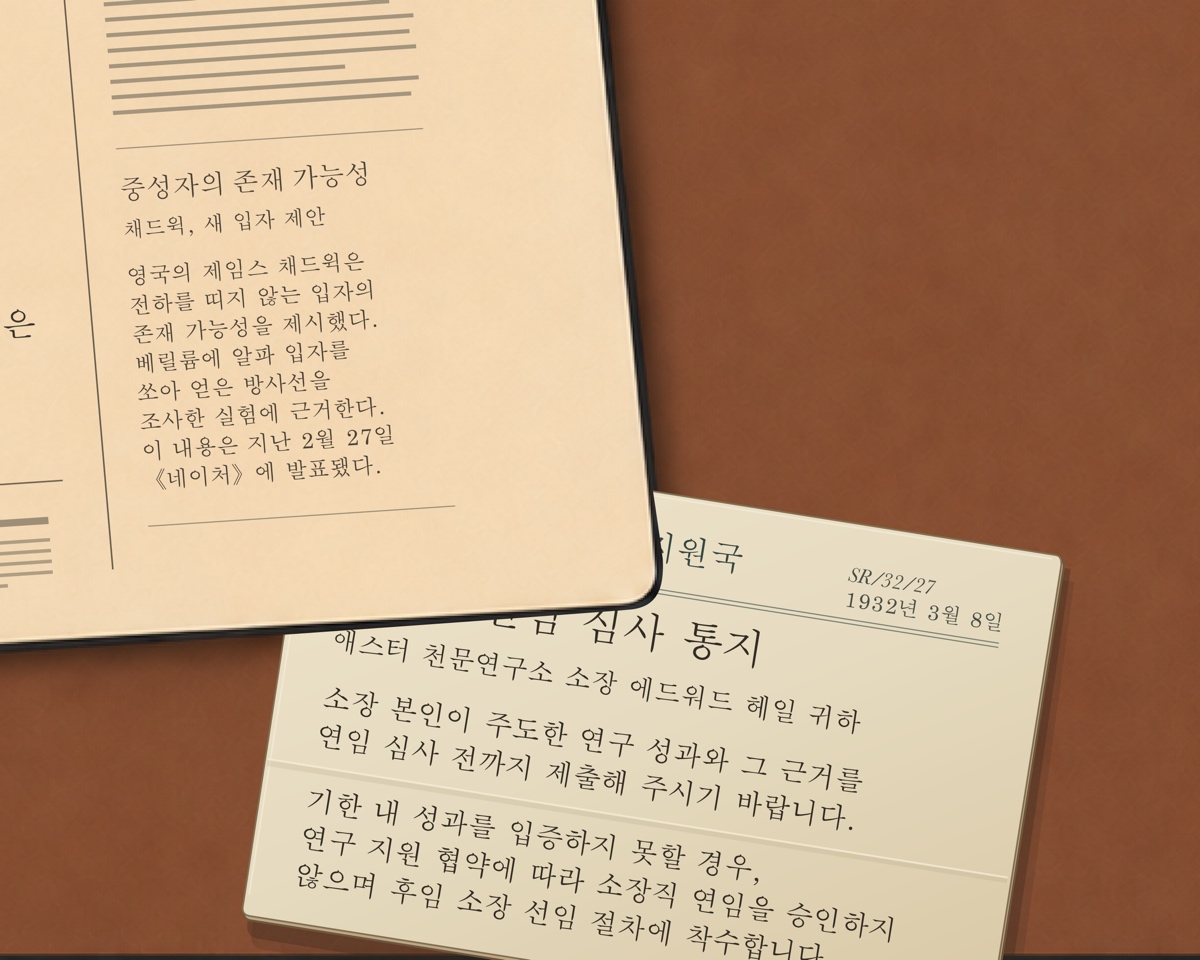 은
중성자의 존재 가능성
채드윅, 새 입자 제안
영국의 제임스 채드윅은
전하를 띠지 않는 입자의
존재 가능성을 제시했다.
베릴륨에 알파 입자를
쏘아 얻은 방사선을
조사한 실험에 근거한다.
이 내용은 지난 2월 27일
《네이처》에 발표됐다.
지원국
SR/32/27
1932년 3월 8일
심사 통지
애스터 천문연구소 소장 에드워드 헤일 귀하
소장 본인이 주도한 연구 성과와 그 근거를
연임 심사 전까지 제출해 주시기 바랍니다.
기한 내 성과를 입증하지 못할 경우,
연구 지원 협약에 따라 소장직 연임을 승인하지
않으며 후임 소장 선임 절차에 착수합니다